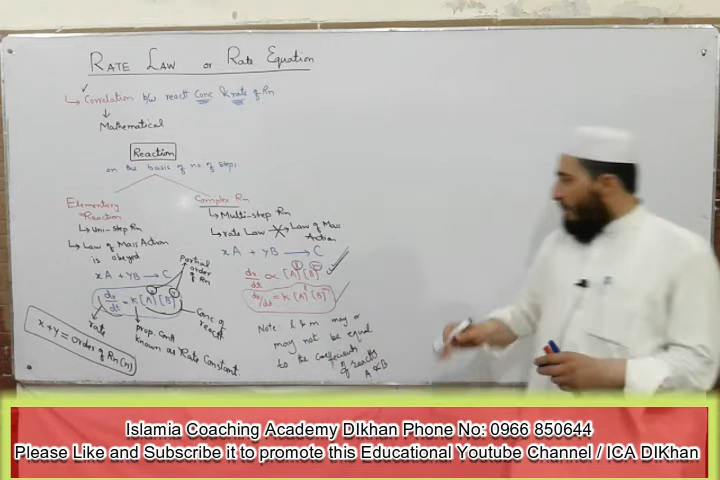 RATE LAW or Rate Equation
↳ Correlation b/w react Conc & rate of Rn
↓
Mathematical
Reaction
on the basis of no. of steps
Elementary
Reaction
↳ Uni-step Rn
↳ Law of Mass Action
is obeyed
xA + yB → C
dx/dt = K [A]ˣ [B]ʸ
Partial
order of
Rn
rate
prop. Cont
known as Rate Constant.
Conc of
react
x+y = order of Rn (n)
Complex Rn
↳ Multi-step Rn
↳ rate Law ✗ Law of Mass
Action
xA + yB → C
dx/dt ∝ [A]ˡ [B]ᵐ
dx/dt = K [A]ˡ [B]ᵐ
Note: l & m may or
may not be equal
to the coefficients
of reacts
A & B
Islamia Coaching Academy DIkhan Phone No: 0966 850644
Please Like and Subscribe it to promote this Educational Youtube Channel / ICA DIKhan